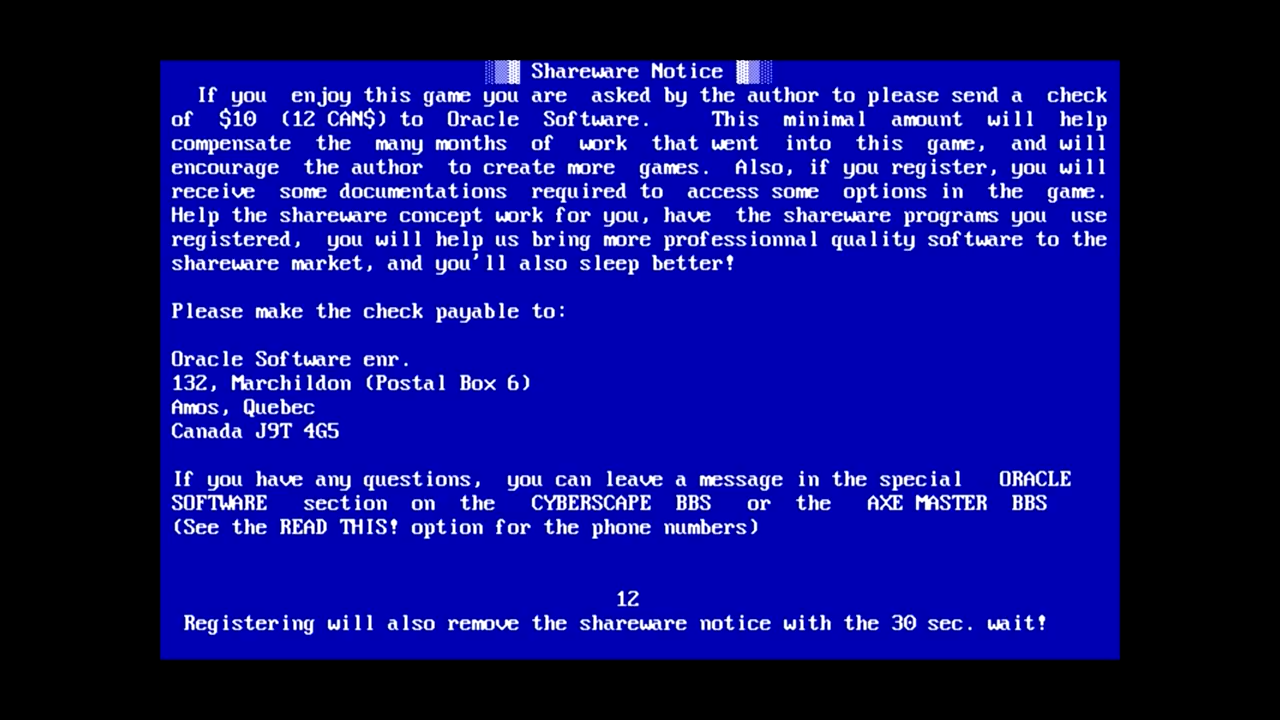 Shareware Notice
If you enjoy this game you are asked by the author to please send a check
of $10 (12 CAN$) to Oracle Software. This minimal amount will help
compensate the many months of work that went into this game, and will
encourage the author to create more games. Also, if you register, you will
receive some documentations required to access some options in the game.
Help the shareware concept work for you, have the shareware programs you use
registered, you will help us bring more professionnal quality software to the
shareware market, and you'll also sleep better!
Please make the check payable to:
Oracle Software enr.
132, Marchildon (Postal Box 6)
Amos, Quebec
Canada J9T 4G5
If you have any questions, you can leave a message in the special ORACLE
SOFTWARE section on the CYBERSCAPE BBS or the AXE MASTER BBS
(See the READ THIS! option for the phone numbers)
12
Registering will also remove the shareware notice with the 30 sec. wait!